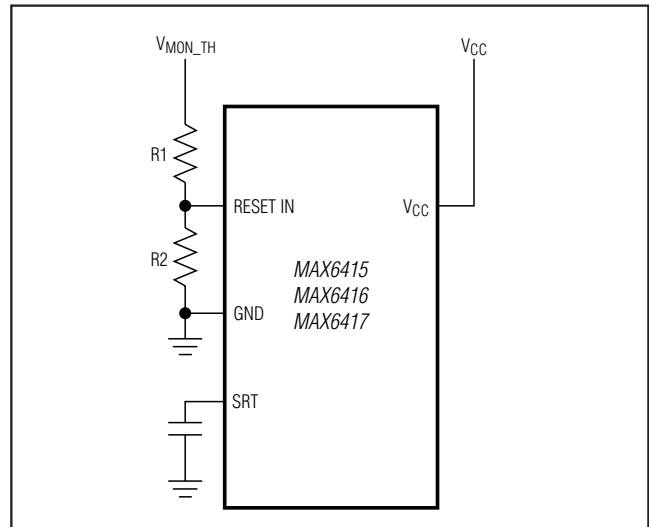 VMON_TH
VCC
R1
RESET IN
VCC
R2
MAX6415
MAX6416
MAX6417
GND
SRT